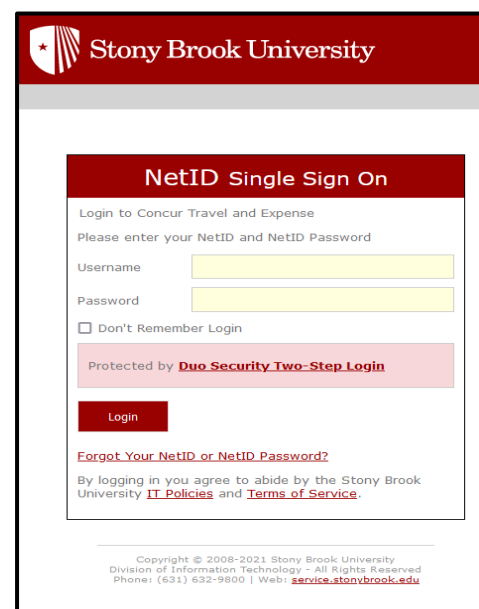 Stony Brook University
NetID Single Sign On
Login to Concur Travel and Expense
Please enter your NetID and NetID Password
Username
Password
Don't Remember Login
Protected by Duo Security Two-Step Login
Login
Forgot Your NetID or NetID Password?
By logging in you agree to abide by the Stony Brook
University IT Policies and Terms of Service.
Copyright © 2008-2021 Stony Brook University
Division of Information Technology - All Rights Reserved
Phone: (631) 632-9800 | Web: service.stonybrook.edu